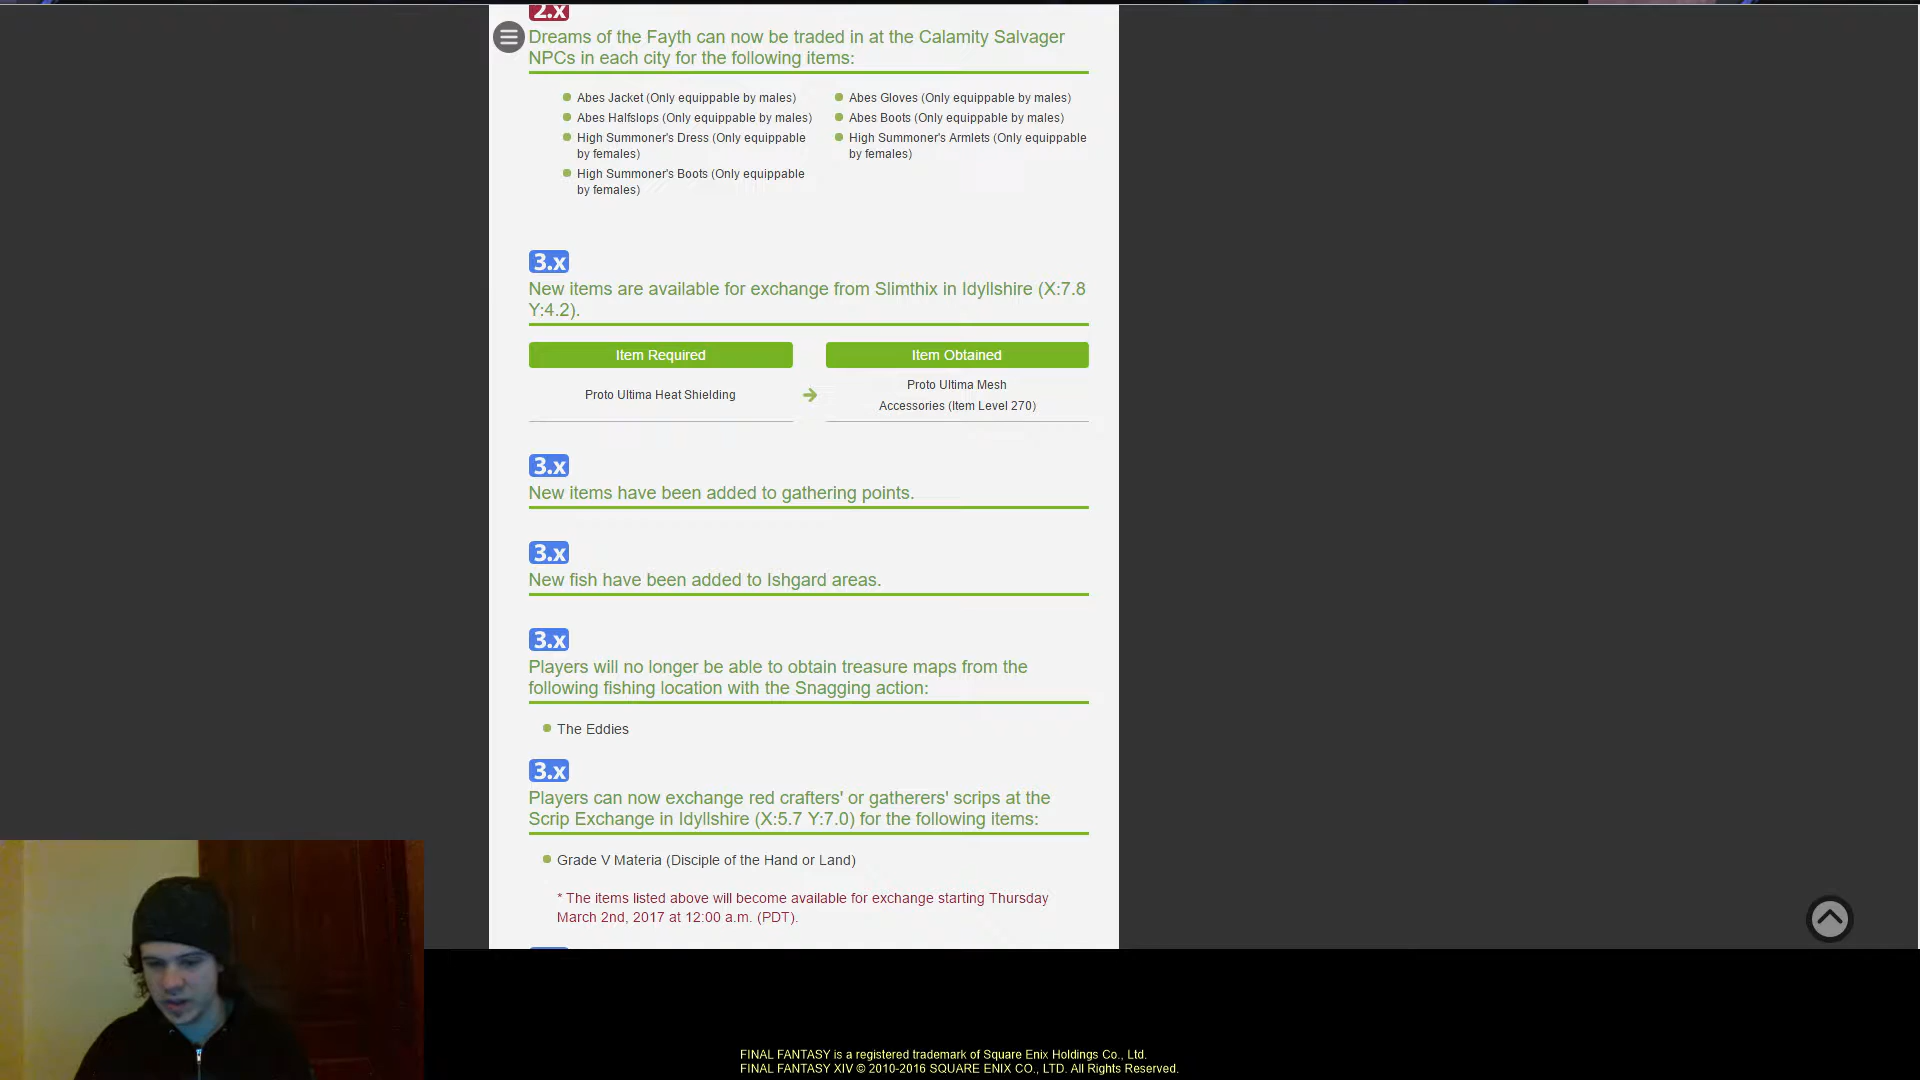 2.x
Dreams of the Fayth can now be traded in at the Calamity Salvager
NPCs in each city for the following items:
Abes Jacket (Only equippable by males)
Abes Gloves (Only equippable by males)
Abes Halfslops (Only equippable by males)
Abes Boots (Only equippable by males)
High Summoner's Dress (Only equippable
by females)
High Summoner's Armlets (Only equippable
by females)
High Summoner's Boots (Only equippable
by females)
3.x
New items are available for exchange from Slimthix in Idyllshire (X:7.8
Y:4.2).
Item Required
Item Obtained
Proto Ultima Heat Shielding
Proto Ultima Mesh
Accessories (Item Level 270)
3.x
New items have been added to gathering points.
3.x
New fish have been added to Ishgard areas.
3.x
Players will no longer be able to obtain treasure maps from the
following fishing location with the Snagging action:
The Eddies
3.x
Players can now exchange red crafters' or gatherers' scrips at the
Scrip Exchange in Idyllshire (X:5.7 Y:7.0) for the following items:
Grade V Materia (Disciple of the Hand or Land)
* The items listed above will become available for exchange starting Thursday
March 2nd, 2017 at 12:00 a.m. (PDT).
FINAL FANTASY is a registered trademark of Square Enix Holdings Co., Ltd.
FINAL FANTASY XIV © 2010-2016 SQUARE ENIX CO., LTD. All Rights Reserved.